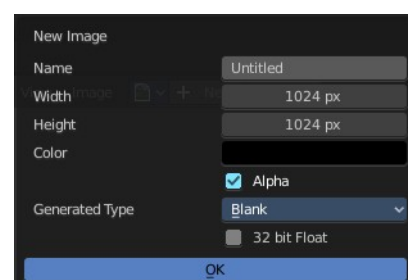 New Image
Name Untitled
Width 1024 px
Height 1024 px
Color
Alpha
Generated Type Blank
32 bit Float
OK